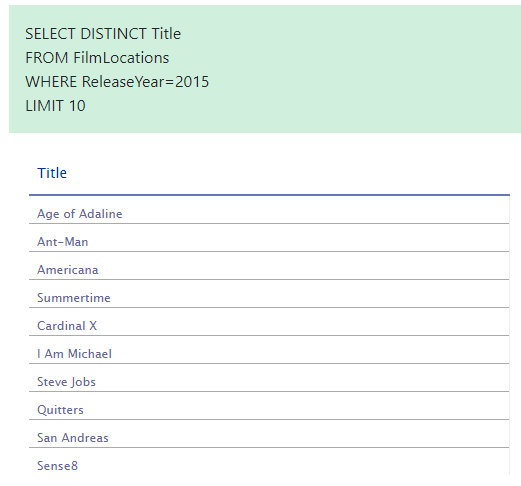 SELECT DISTINCT Title
FROM FilmLocations
WHERE ReleaseYear=2015
LIMIT 10
Title
Age of Adaline
Ant-Man
Americana
Summertime
Cardinal X
I Am Michael
Steve Jobs
Quitters
San Andreas
Sense8